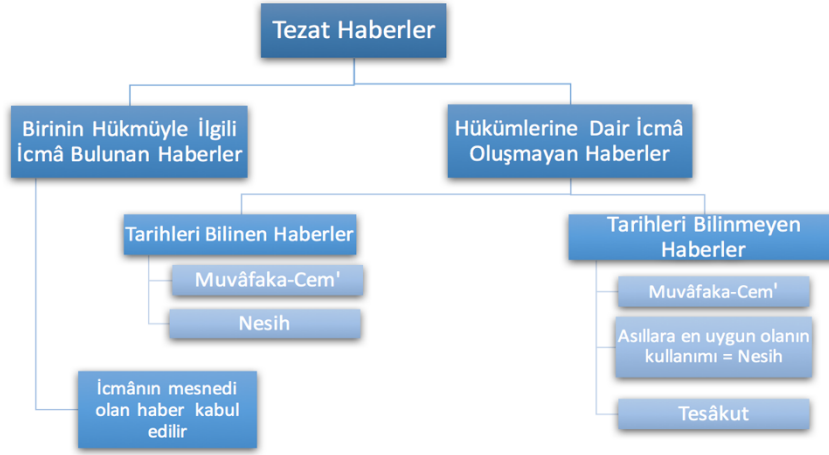 Tezat Haberler
Birinin Hükmüyle İlgili
İcmâ Bulunan Haberler
Hükümlerine Dair İcmâ
Oluşmayan Haberler
Tarihleri Bilinen Haberler
Muvâfaka-Cem'
Nesih
Tarihleri Bilinmeyen
Haberler
Muvâfaka-Cem'
Asıllara en uygun olanın
kullanımı = Nesih
Tesâkut
İcmânın mesnedi
olan haber kabul
edilir